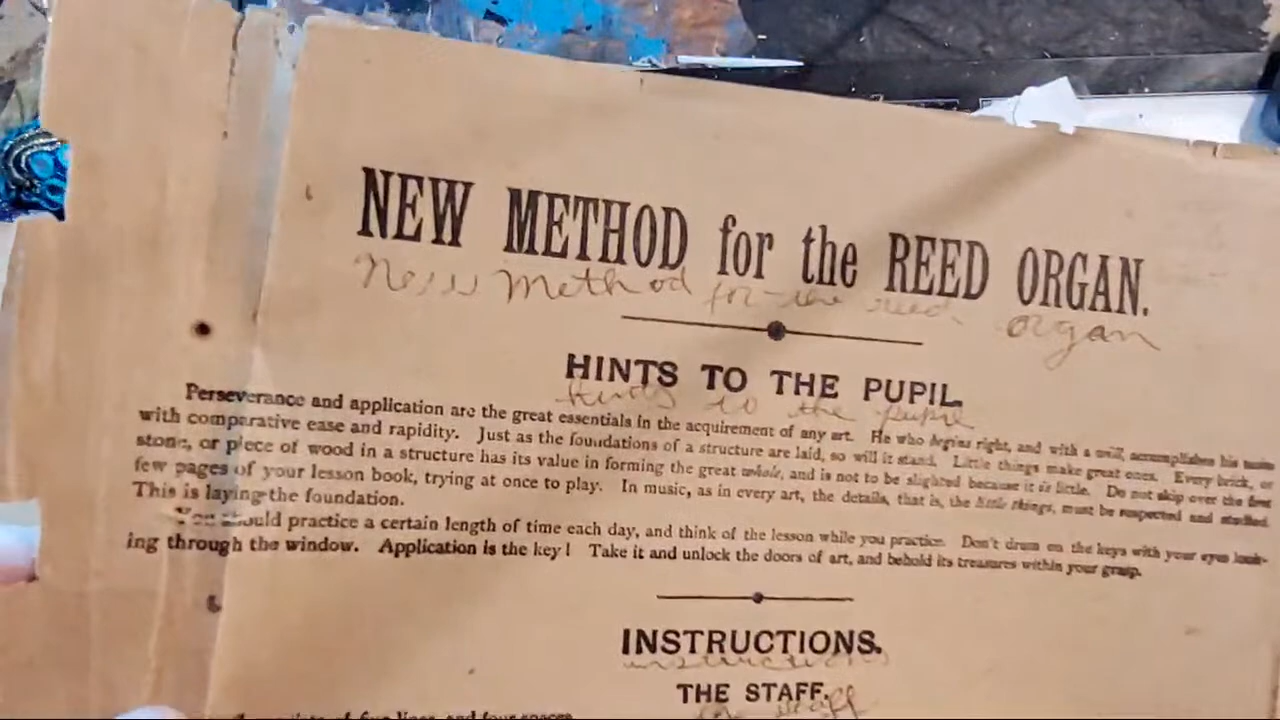 NEW METHOD for the REED ORGAN.
New Method for the reed organ
HINTS TO THE PUPIL.
to the pupil
Perseverance and application are the great essentials in the acquirement of any art. He who begins right, and with a will, accomplishes his
with comparative ease and rapidity. Just as the foundations of a structure are laid, so will it stand. Little things make great ones. Every brick, or
stone, or piece of wood in a structure has its value in forming the great whole, and is not to be slighted because it is little. Do not skip over the first
few pages of your lesson book, trying at once to play. In music, as in every art, the details, that is, the little things, must be respected and studied.
This is laying the foundation.
You should practice a certain length of time each day, and think of the lesson while you practice. Don't drum on the keys with your eyes look-
ing through the window. Application is the key! Take it and unlock the doors of art, and behold its treasures within your grasp.
INSTRUCTIONS.
instructions
THE STAFF.
the staff
of five lines, and four spaces